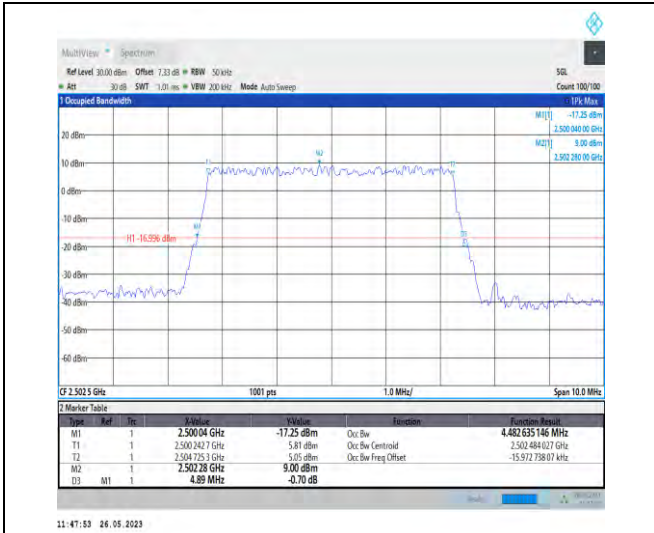 MultiView Spectrum
Ref Level 30.00 dBm Offset 7.33 dB RBW 50 kHz SGL
Att 30 dB SWT 1.01 ms VBW 200 kHz Mode Auto Sweep Count 100/100
1 Occupied Bandwidth 1Pk Max
M1[1] -17.25 dBm
2.500 040 00 GHz
M2[1] 9.00 dBm
2.502 280 00 GHz
20 dBm
M2
10 dBm
0 dBm
-10 dBm
H1 -16.996 dBm
-20 dBm
-30 dBm
-40 dBm
-50 dBm
-60 dBm
CF 2.502 5 GHz 1001 pts 1.0 MHz/ Span 10.0 MHz
2 Marker Table
Type Ref Trc X-Value Y-Value Function Function Result
M1 1 2.500 04 GHz -17.25 dBm Occ Bw 4.482 635 146 MHz
T1 1 2.500 242 7 GHz 5.81 dBm Occ Bw Centroid 2.502 484 027 GHz
T2 1 2.504 725 3 GHz 5.05 dBm Occ Bw Freq Offset -15.972 738 07 kHz
M2 1 2.502 28 GHz 9.00 dBm
D3 M1 1 4.89 MHz -0.70 dB
11:47:53 26.05.2023